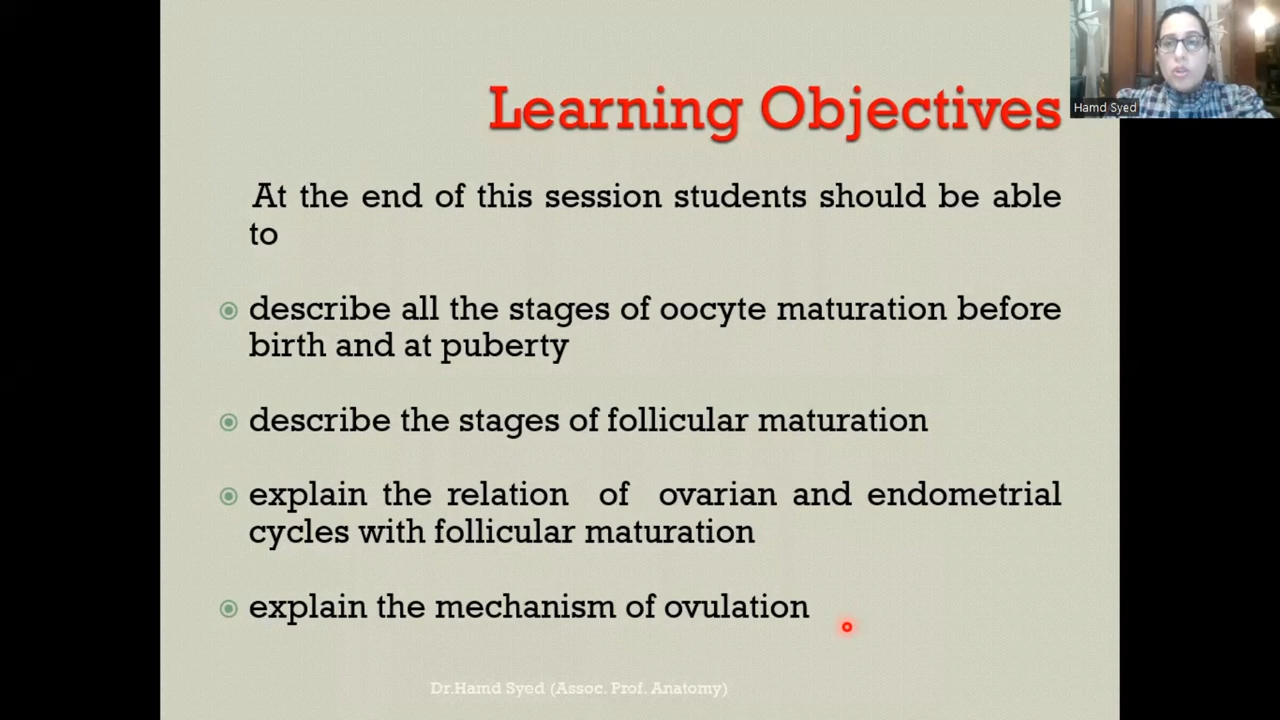 Hamd Syed
Learning Objectives
At the end of this session students should be able
to
describe all the stages of oocyte maturation before
birth and at puberty
describe the stages of follicular maturation
explain the relation of ovarian and endometrial
cycles with follicular maturation
explain the mechanism of ovulation
Dr.Hamd Syed (Assoc. Prof. Anatomy)